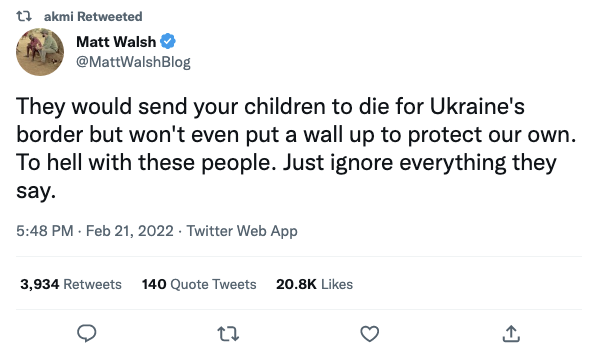 akmi Retweeted
Matt Walsh
@MattWalshBlog
They would send your children to die for Ukraine's
border but won't even put a wall up to protect our own.
To hell with these people. Just ignore everything they
say.
5:48 PM · Feb 21, 2022 · Twitter Web App
3,934 Retweets 140 Quote Tweets 20.8K Likes